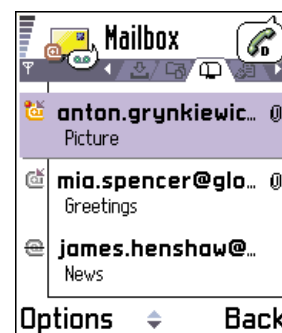 Mailbox
anton.grynkiewic...
Picture
mia.spencer@glo...
Greetings
james.henshaw@...
News
Options Back